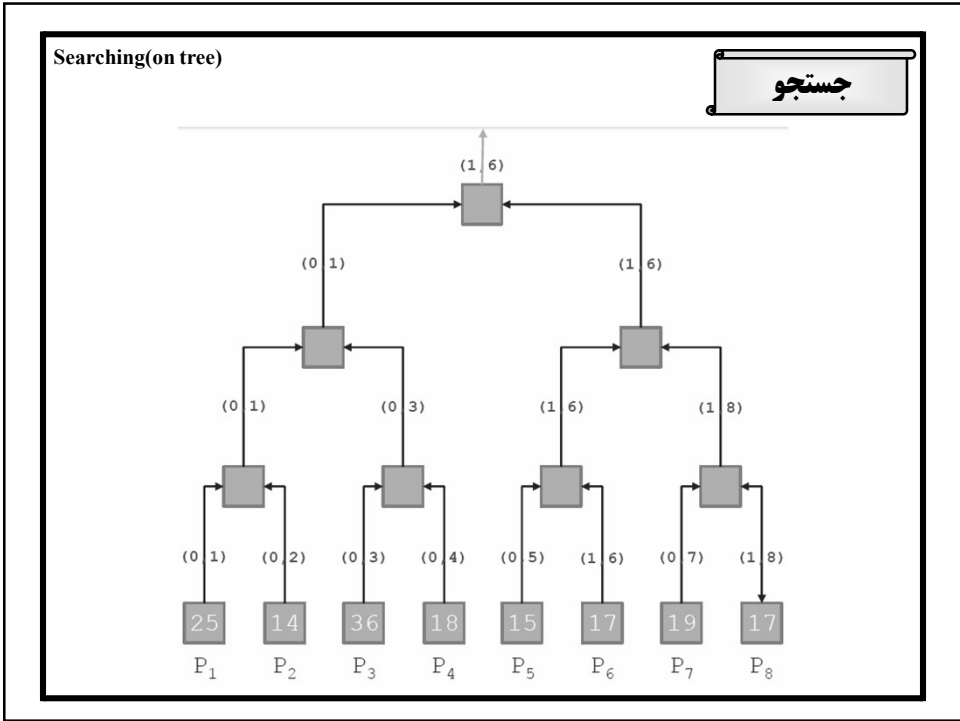 Searching(on tree)
جستجو
(1,6)
(0,1) (1,6)
(0,1) (0,3) (1,6) (1,8)
(0,1) (0,2) (0,3) (0,4) (0,5) (1,6) (0,7) (1,8)
25 14 36 18 15 17 19 17
P1 P2 P3 P4 P5 P6 P7 P8